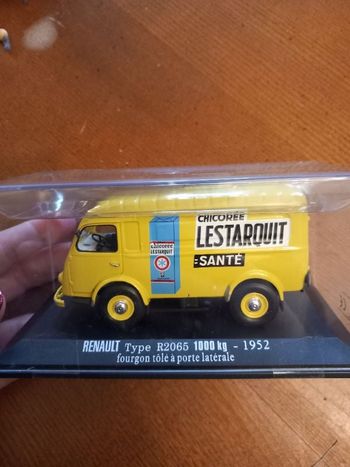 CHICORÉE
LESTARQUIT
SANTÉ
CHICORÉE
LESTARQUIT
RENAULT Type R2065 1000 kg - 1952
fourgon tôlé à porte latérale